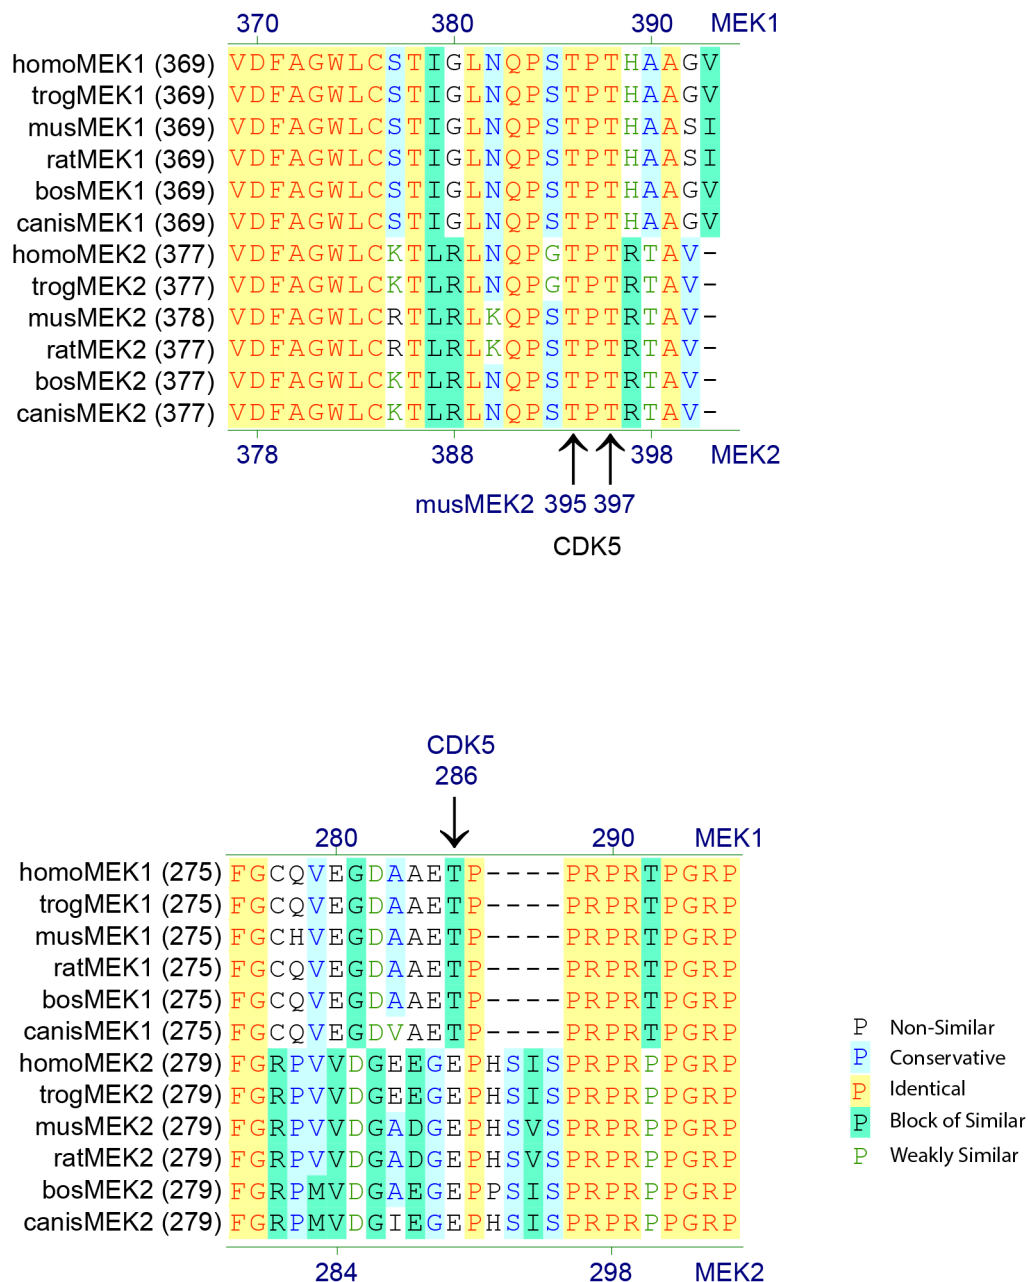 370 380 390 MEK1
homoMEK1 (369) VDFAGWLCSTIGLNQPSTPTHAAGV
trogMEK1 (369) VDFAGWLCSTIGLNQPSTPTHAAGV
musMEK1 (369) VDFAGWLCSTIGLNQPSTPTHAASI
ratMEK1 (369) VDFAGWLCSTIGLNQPSTPTHAASI
bosMEK1 (369) VDFAGWLCSTIGLNQPSTPTHAAGV
canisMEK1 (369) VDFAGWLCSTIGLNQPSTPTHAAGV
homoMEK2 (377) VDFAGWLCKTLRLNQPGTPTRTAV-
trogMEK2 (377) VDFAGWLCKTLRLNQPGTPTRTAV-
musMEK2 (378) VDFAGWLCRTLRLKQPSTPTRTAV-
ratMEK2 (377) VDFAGWLCRTLRLKQPSTPTRTAV-
bosMEK2 (377) VDFAGWLCKTLRLNQPSTPTRTAV-
canisMEK2 (377) VDFAGWLCKTLRLNQPSTPTRTAV-
378 388 398 MEK2
musMEK2 395 397
CDK5
CDK5
286
280 290 MEK1
homoMEK1 (275) FGCQVEGDAAETP----PRPRTPGRP
trogMEK1 (275) FGCQVEGDAAETP----PRPRTPGRP
musMEK1 (275) FGCHVEGDAAETP----PRPRTPGRP
ratMEK1 (275) FGCQVEGDAAETP----PRPRTPGRP
bosMEK1 (275) FGCQVEGDAAETP----PRPRTPGRP
canisMEK1 (275) FGCQVEGDVAETP----PRPRTPGRP
homoMEK2 (279) FGRPVVDGEEGEPHSISPRPRPPGRP
trogMEK2 (279) FGRPVVDGEEGEPHSISPRPRPPGRP
musMEK2 (279) FGRPVVDGADGEPHSVSPRPRPPGRP
ratMEK2 (279) FGRPVVDGADGEPHSVSPRPRPPGRP
bosMEK2 (279) FGRPMVDGAEGEPPSISPRPRPPGRP
canisMEK2 (279) FGRPMVDGIEGEPHSISPRPRPPGRP
284 298 MEK2
P Non-Similar
P Conservative
P Identical
P Block of Similar
P Weakly Similar